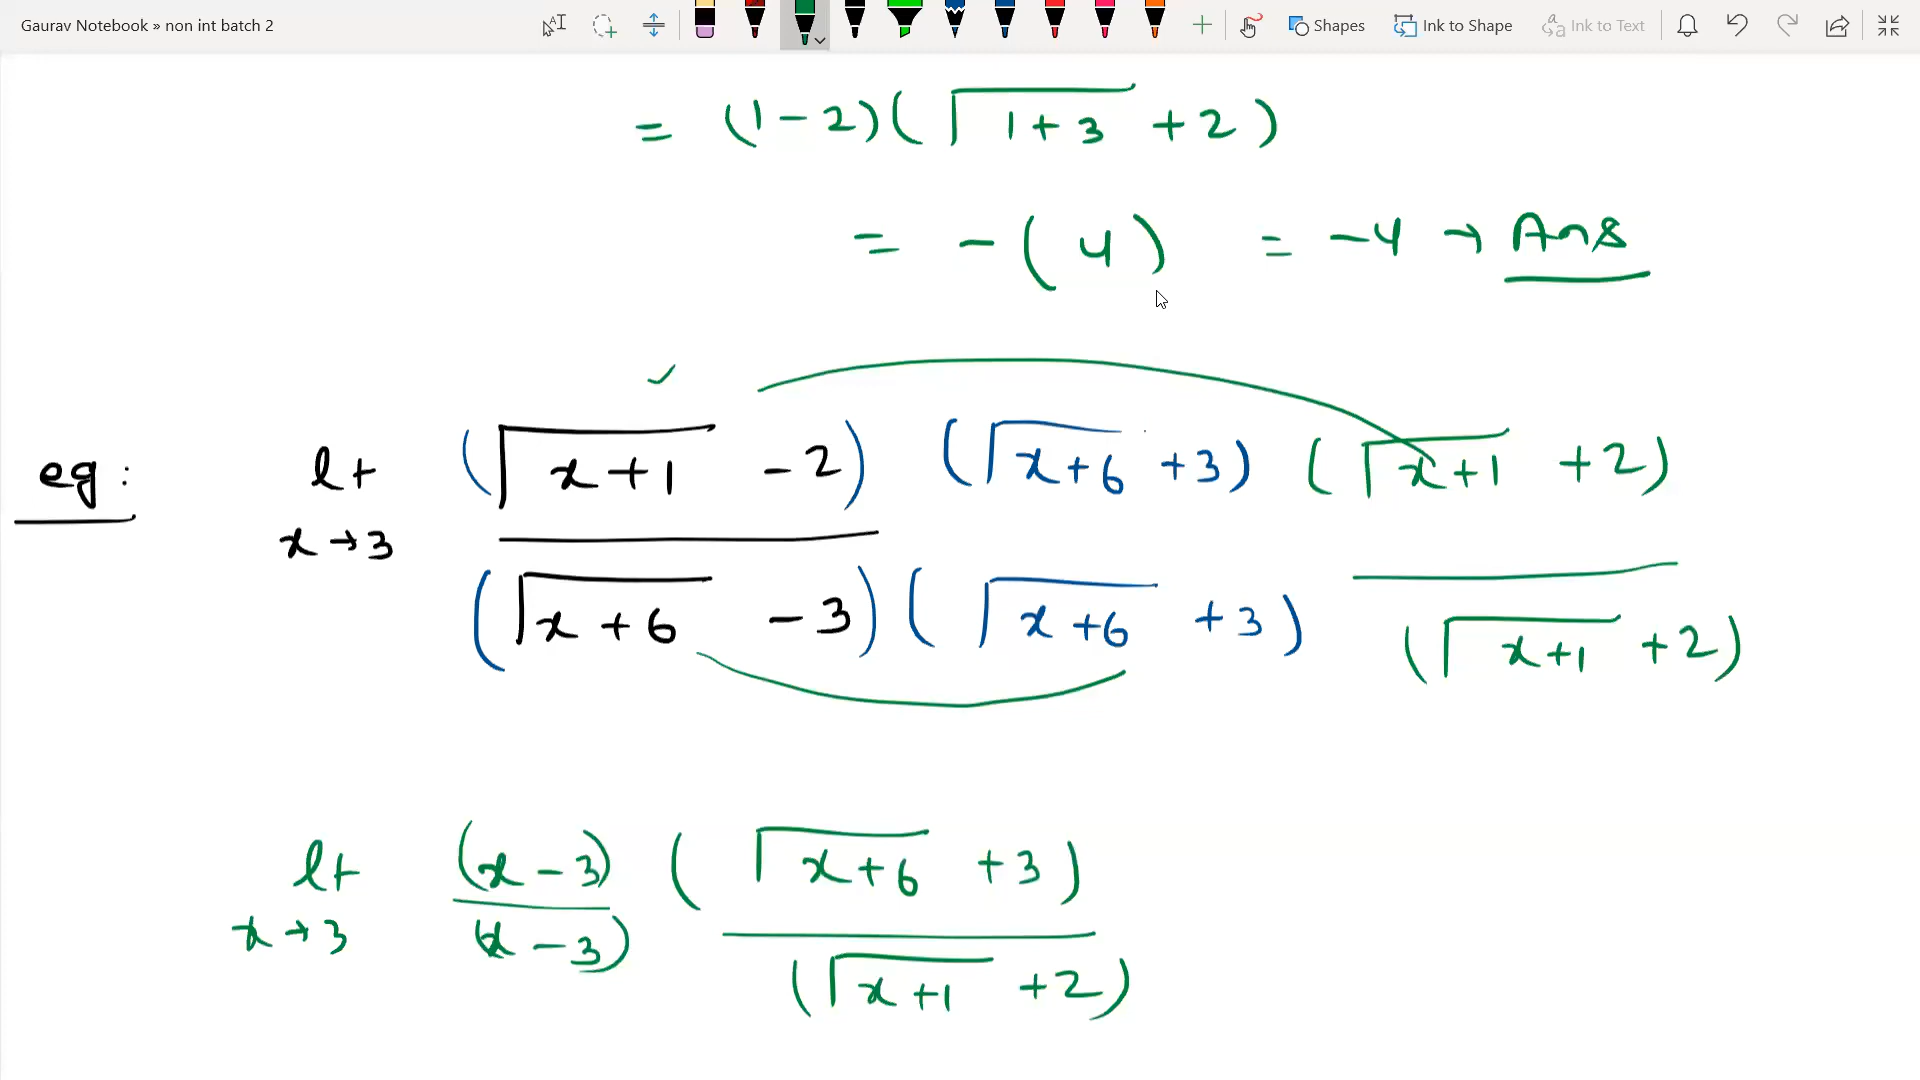 Gaurav Notebook » non int batch 2
Shapes Ink to Shape Ink to Text
= (1-2)(√(1+3) +2)
= -(4) = -4 → Ans
eg: lt x→3 (√(x+1) -2) (√(x+6) +3) (√(x+1) +2)
(√(x+6) -3) (√(x+6) +3) (√(x+1) +2)
lt x→3 (x-3) (√(x+6) +3)
(x-3) (√(x+1) +2)